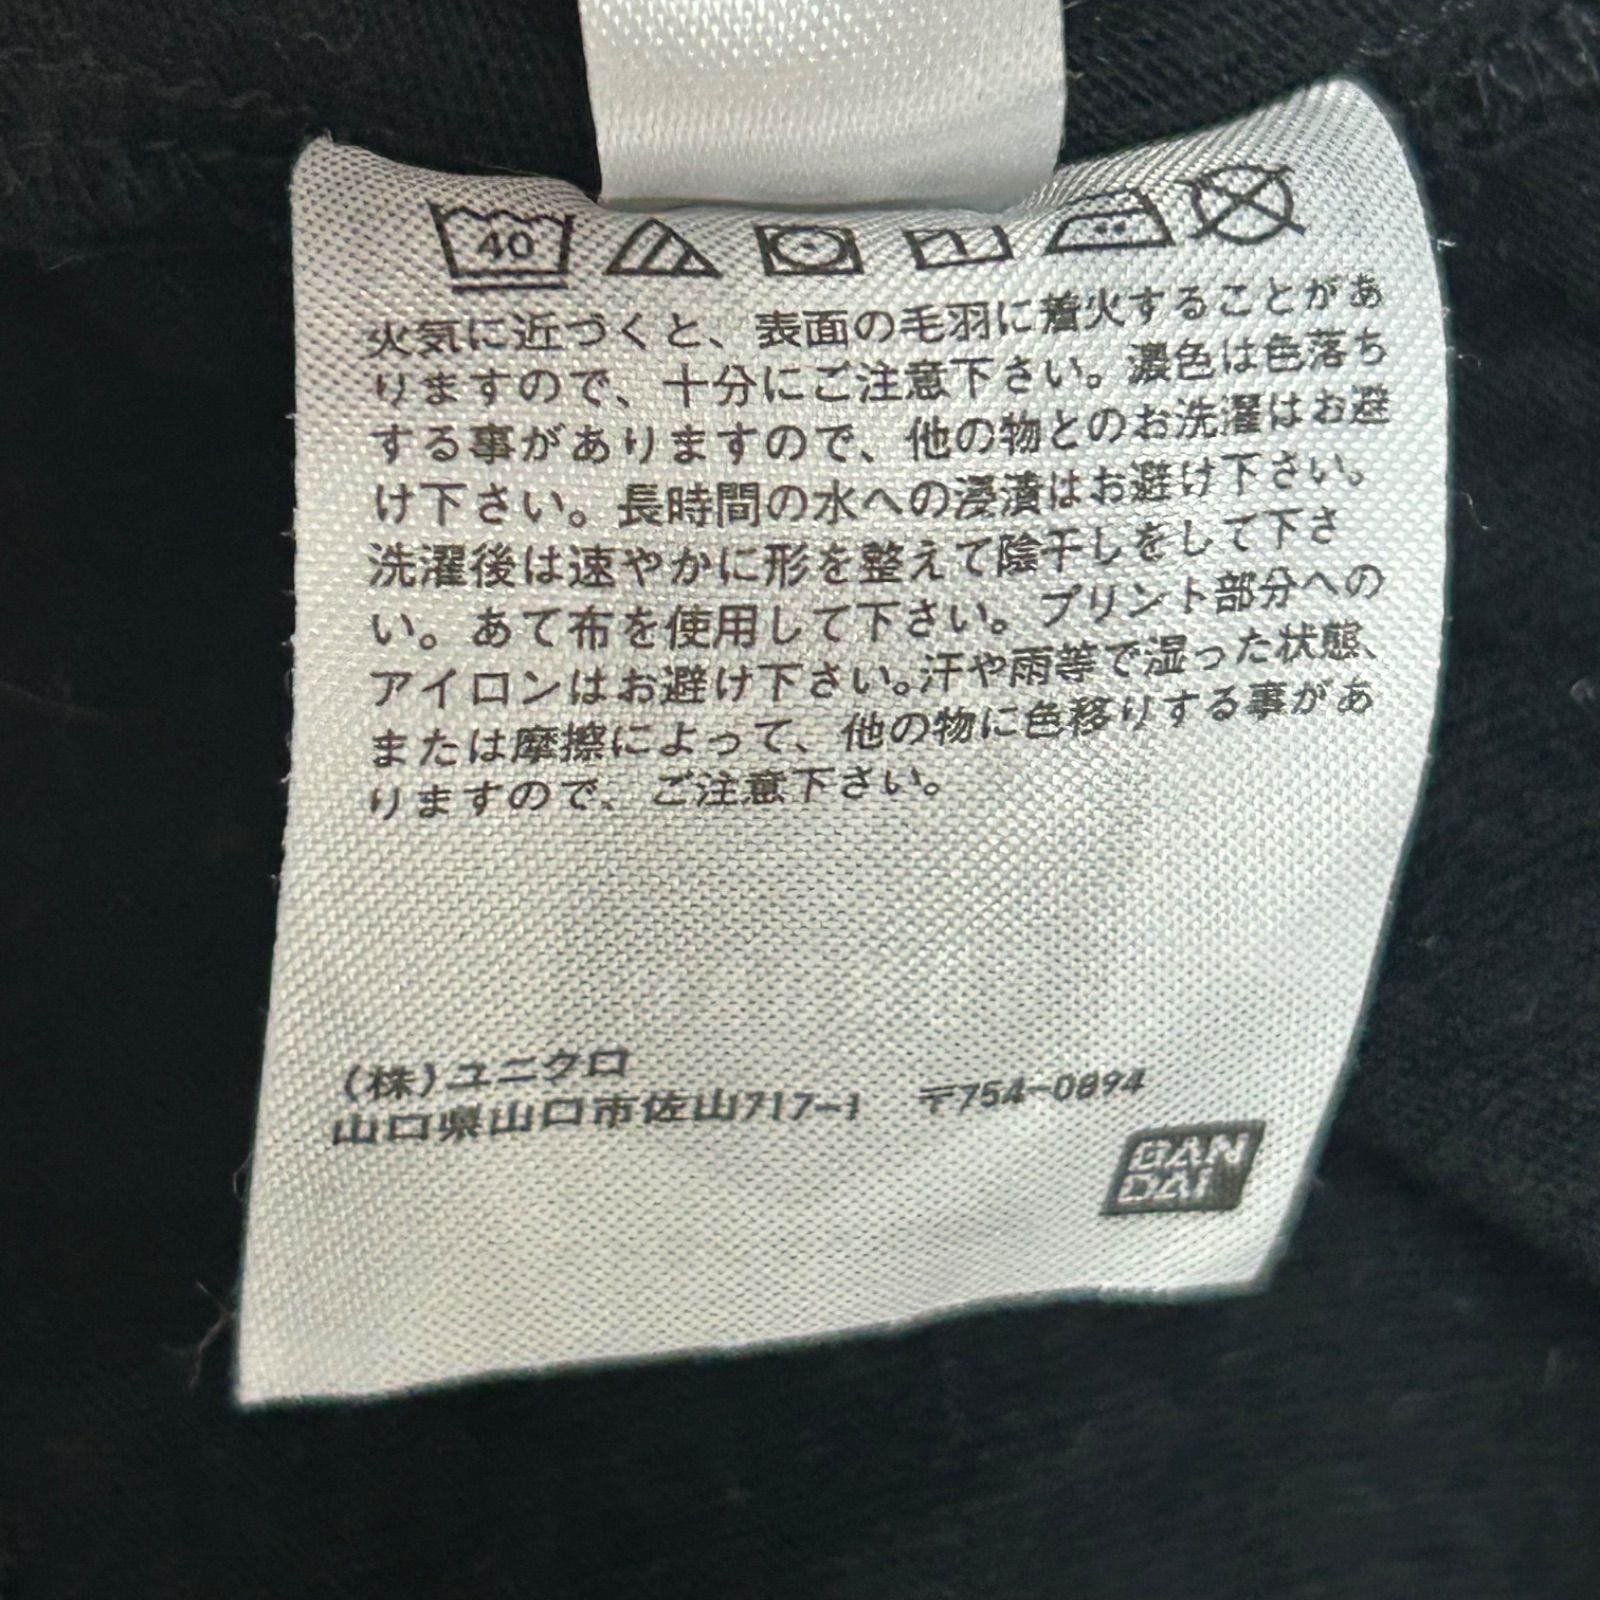 40
火気に近づくと、表面の毛羽に着火することがあ
りますので、十分にご注意下さい。濃色は色落ち
する事がありますので、他の物とのお洗濯はお避
け下さい。長時間の水への浸漬はお避け下さい。
洗濯後は速やかに形を整えて陰干しをして下さ
い。あて布を使用して下さい。プリント部分への
アイロンはお避け下さい。汗や雨等で湿った状態、
または摩擦によって、他の物に色移りする事があ
りますので、ご注意下さい。
(株)ユニクロ
山口県山口市佐山717-1 〒754-0894
BAN
DAI